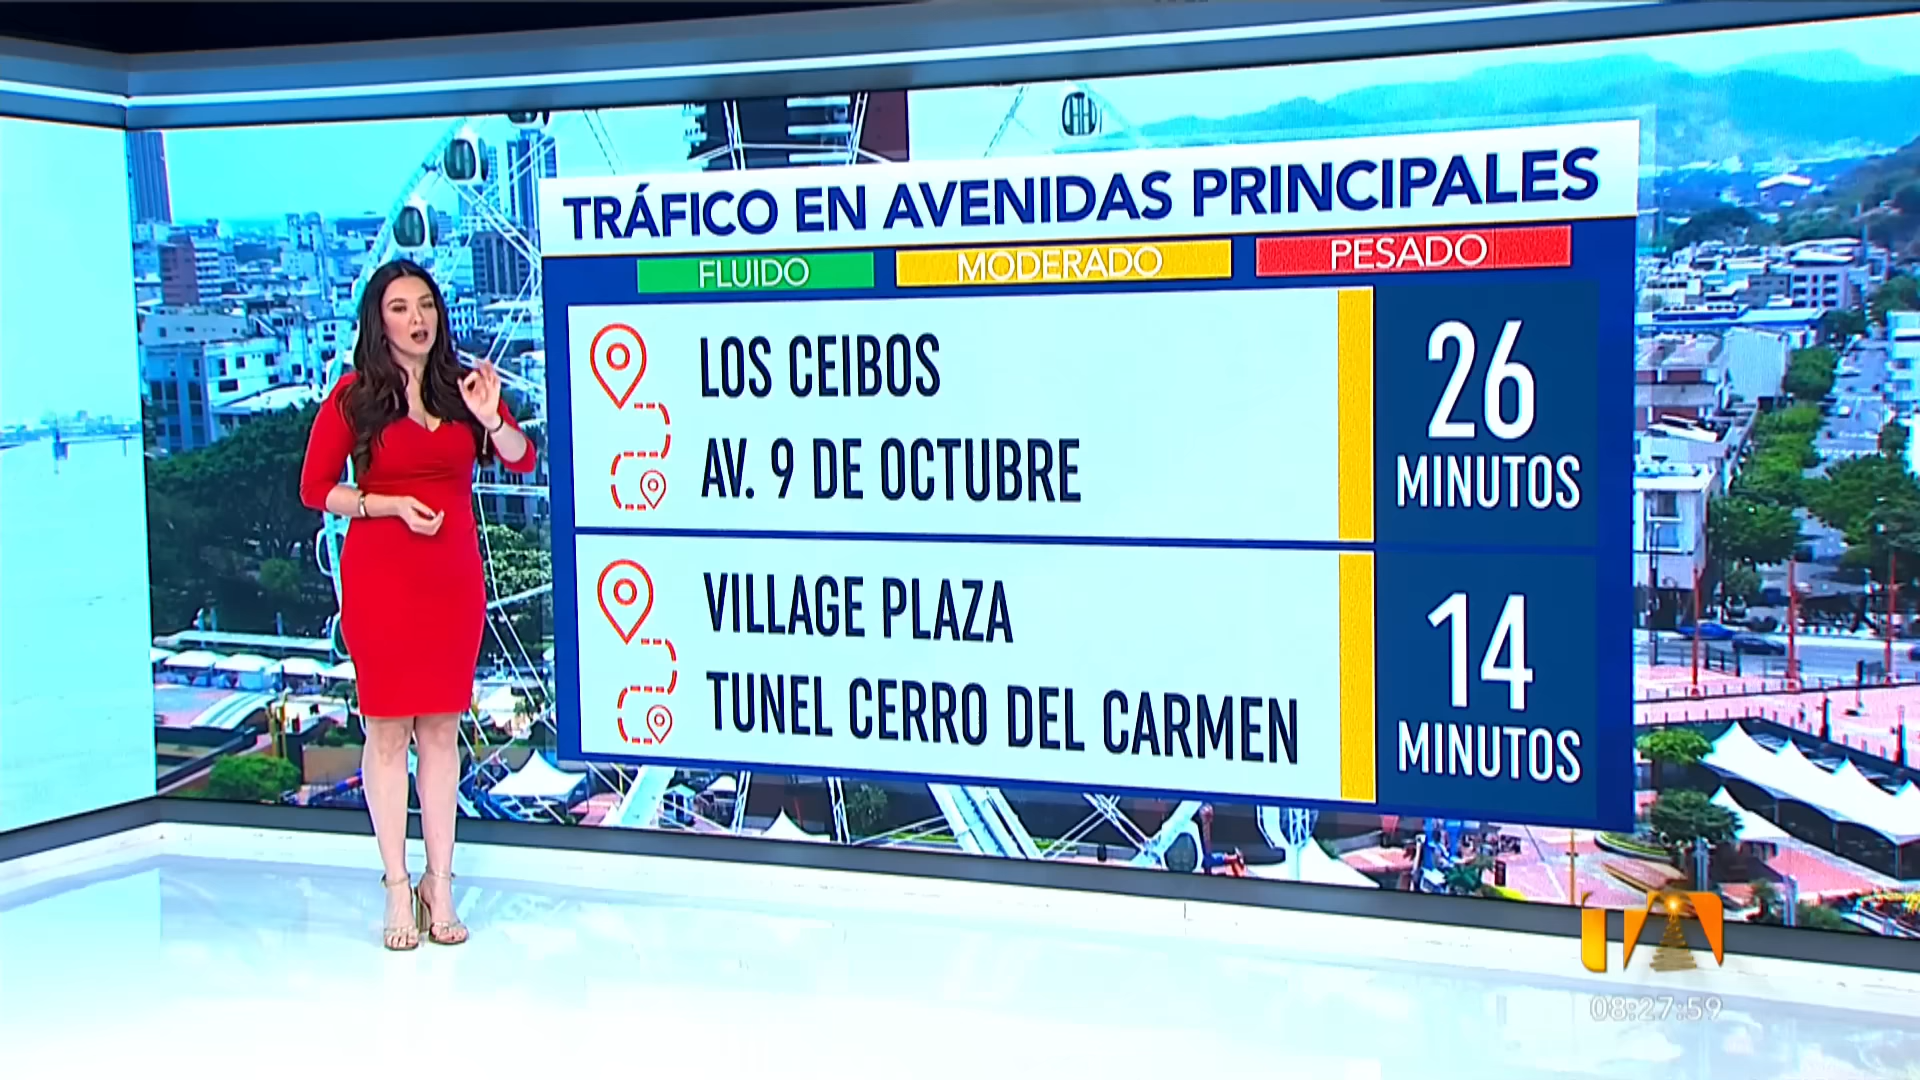 TRÁFICO EN AVENIDAS PRINCIPALES
FLUIDO
MODERADO
PESADO
LOS CEIBOS
AV. 9 DE OCTUBRE
26
MINUTOS
VILLAGE PLAZA
TUNEL CERRO DEL CARMEN
14
MINUTOS
08:27:59